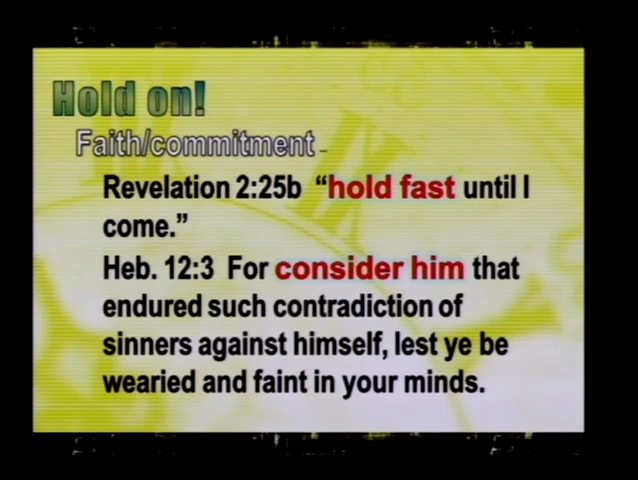 Hold on!
Faith/commitment -
Revelation 2:25b “hold fast until I
come.”
Heb. 12:3 For consider him that
endured such contradiction of
sinners against himself, lest ye be
wearied and faint in your minds.